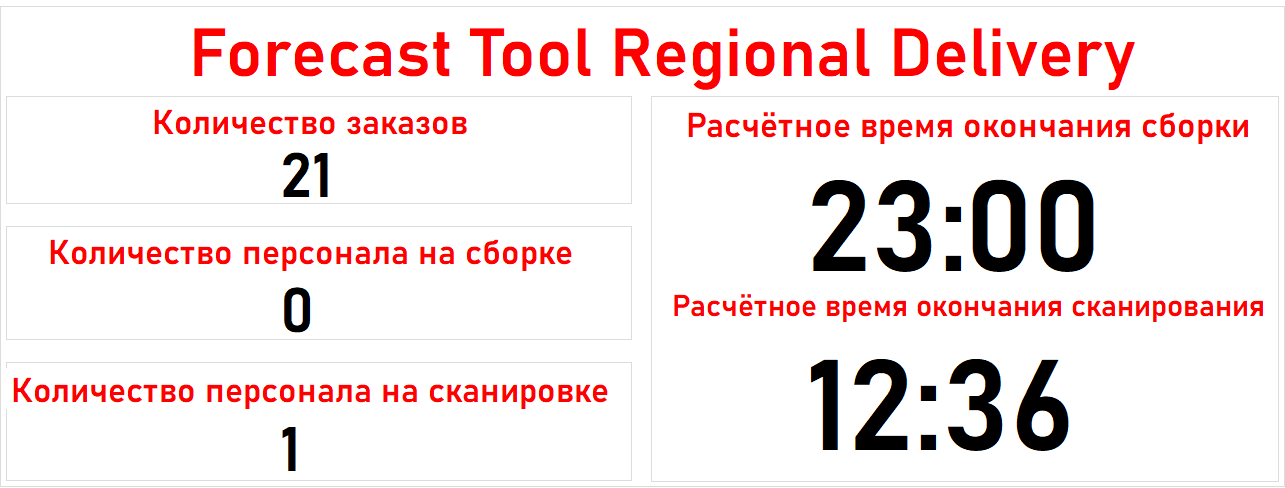 Forecast Tool Regional Delivery
Количество заказов
21
Количество персонала на сборке
0
Количество персонала на сканировке
1
Расчётное время окончания сборки
23:00
Расчётное время окончания сканирования
12:36